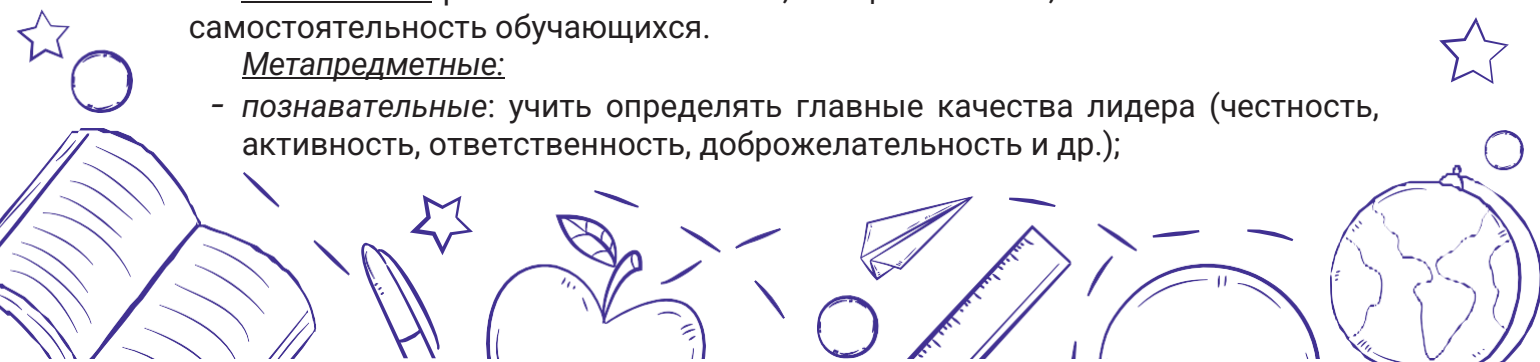 самостоятельность обучающихся.
Метапредметные:
- познавательные: учить определять главные качества лидера (честность,
активность, ответственность, доброжелательность и др.);